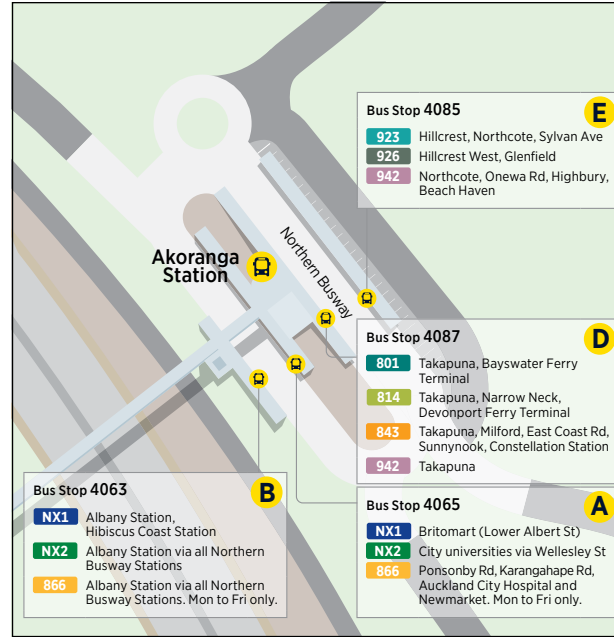 Bus Stop 4085
E
923 Hillcrest, Northcote, Sylvan Ave
926 Hillcrest West, Glenfield
942 Northcote, Onewa Rd, Highbury,
Beach Haven
Akoranga
Station
Northern Busway
Bus Stop 4087
D
801 Takapuna, Bayswater Ferry
Terminal
814 Takapuna, Narrow Neck,
Devonport Ferry Terminal
843 Takapuna, Milford, East Coast Rd,
Sunnynook, Constellation Station
942 Takapuna
Bus Stop 4063
B
NX1 Albany Station,
Hibiscus Coast Station
NX2 Albany Station via all Northern
Busway Stations
866 Albany Station via all Northern
Busway Stations. Mon to Fri only.
Bus Stop 4065
A
NX1 Britomart (Lower Albert St)
NX2 City universities via Wellesley St
866 Ponsonby Rd, Karangahape Rd,
Auckland City Hospital and
Newmarket. Mon to Fri only.